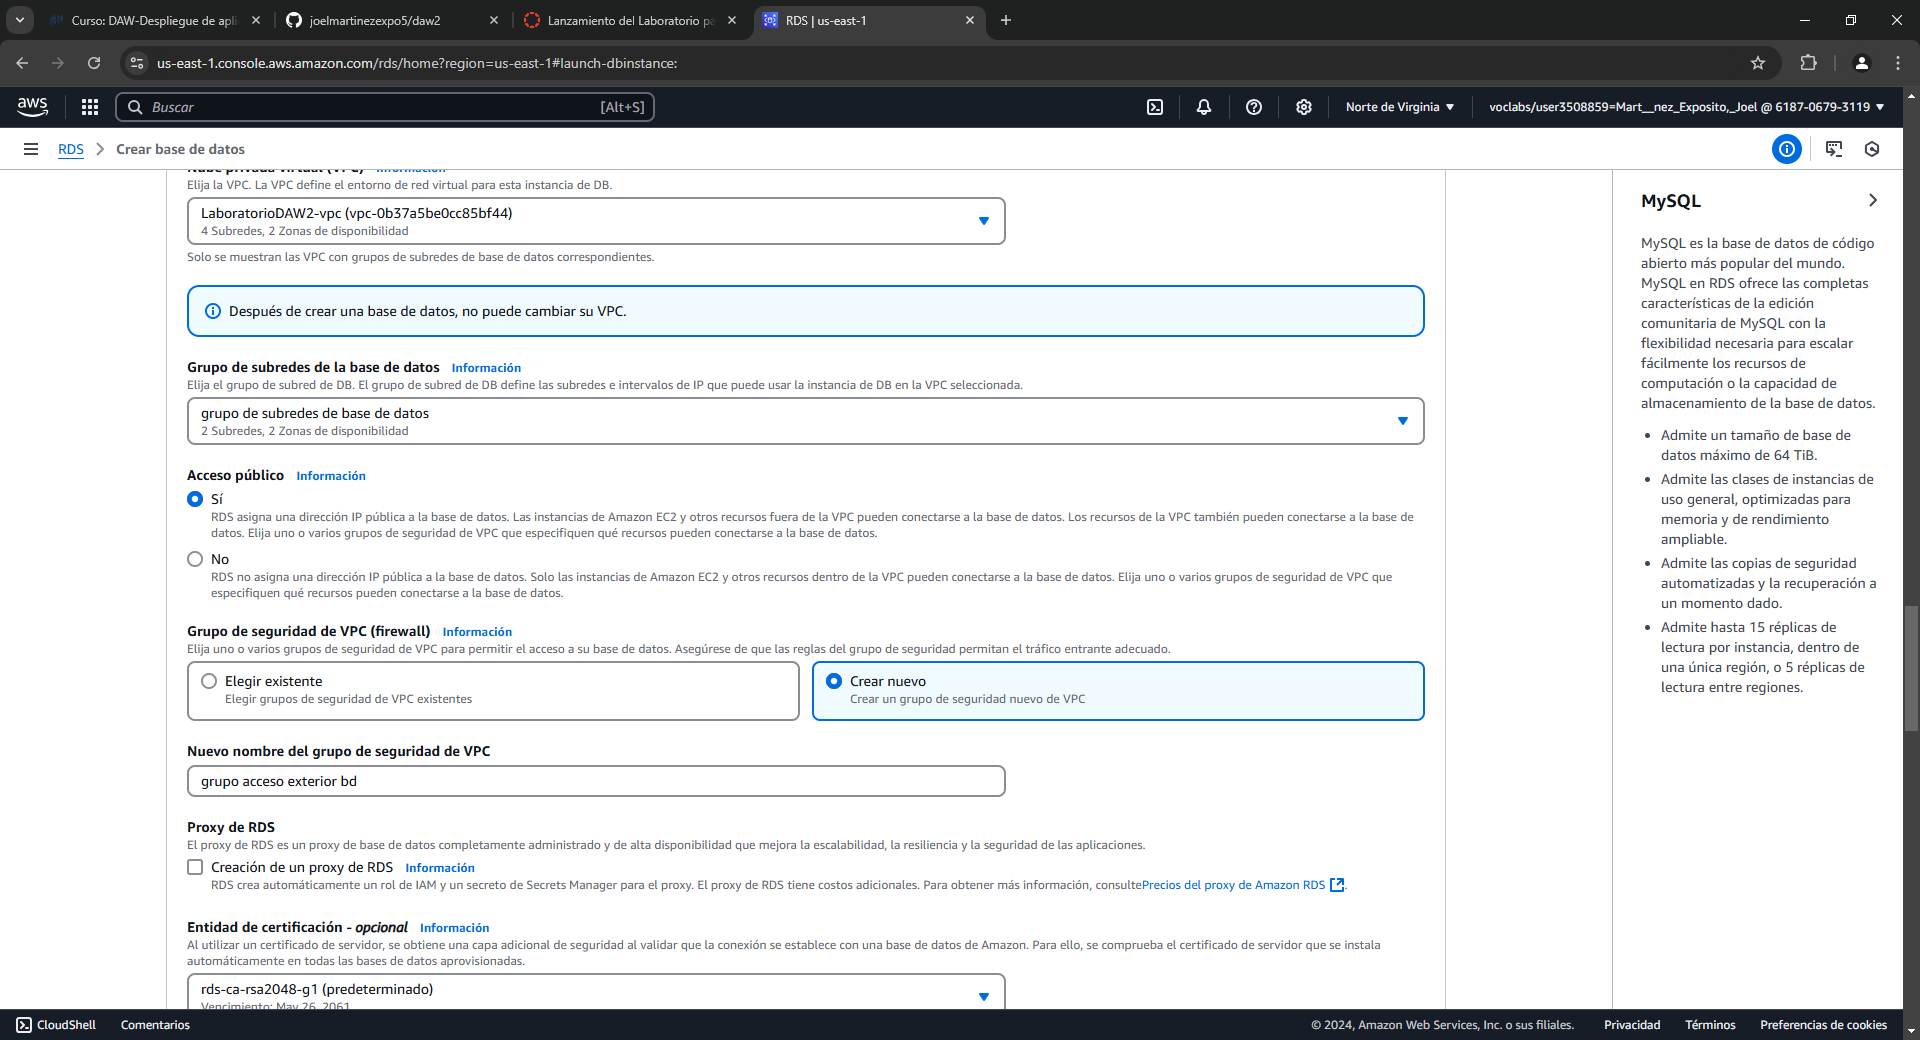 Curso: DAW-Despliegue de apli
joelmartinezexpo5/daw2
Lanzamiento del Laboratorio pa
RDS | us-east-1
us-east-1.console.aws.amazon.com/rds/home?region=us-east-1#launch-dbinstance:
aws
Buscar
[Alt+S]
Norte de Virginia
voclabs/user3508859=Mart__nez_Exposito,_Joel @ 6187-0679-3119
RDS
Crear base de datos
Nube privada virtual (VPC) Información
Elija la VPC. La VPC define el entorno de red virtual para esta instancia de DB.
LaboratorioDAW2-vpc (vpc-0b37a5be0cc85bf44)
4 Subredes, 2 Zonas de disponibilidad
Solo se muestran las VPC con grupos de subredes de base de datos correspondientes.
Después de crear una base de datos, no puede cambiar su VPC.
Grupo de subredes de la base de datos Información
Elija el grupo de subred de DB. El grupo de subred de DB define las subredes e intervalos de IP que puede usar la instancia de DB en la VPC seleccionada.
grupo de subredes de base de datos
2 Subredes, 2 Zonas de disponibilidad
Acceso público Información
Sí
RDS asigna una dirección IP pública a la base de datos. Las instancias de Amazon EC2 y otros recursos fuera de la VPC pueden conectarse a la base de datos. Los recursos de la VPC también pueden conectarse a la base de
datos. Elija uno o varios grupos de seguridad de VPC que especifiquen qué recursos pueden conectarse a la base de datos.
No
RDS no asigna una dirección IP pública a la base de datos. Solo las instancias de Amazon EC2 y otros recursos dentro de la VPC pueden conectarse a la base de datos. Elija uno o varios grupos de seguridad de VPC que
especifiquen qué recursos pueden conectarse a la base de datos.
Grupo de seguridad de VPC (firewall) Información
Elija uno o varios grupos de seguridad de VPC para permitir el acceso a su base de datos. Asegúrese de que las reglas del grupo de seguridad permitan el tráfico entrante adecuado.
Elegir existente
Elegir grupos de seguridad de VPC existentes
Crear nuevo
Crear un grupo de seguridad nuevo de VPC
Nuevo nombre del grupo de seguridad de VPC
grupo acceso exterior bd
Proxy de RDS
El proxy de RDS es un proxy de base de datos completamente administrado y de alta disponibilidad que mejora la escalabilidad, la resiliencia y la seguridad de las aplicaciones.
Creación de un proxy de RDS Información
RDS crea automáticamente un rol de IAM y un secreto de Secrets Manager para el proxy. El proxy de RDS tiene costos adicionales. Para obtener más información, consultePrecios del proxy de Amazon RDS.
Entidad de certificación - opcional Información
Al utilizar un certificado de servidor, se obtiene una capa adicional de seguridad al validar que la conexión se establece con una base de datos de Amazon. Para ello, se comprueba el certificado de servidor que se instala
automáticamente en todas las bases de datos aprovisionadas.
rds-ca-rsa2048-g1 (predeterminado)
Vencimiento: May 26, 2061
MySQL
MySQL es la base de datos de código
abierto más popular del mundo.
MySQL en RDS ofrece las completas
características de la edición
comunitaria de MySQL con la
flexibilidad necesaria para escalar
fácilmente los recursos de
computación o la capacidad de
almacenamiento de la base de datos.
• Admite un tamaño de base de
datos máximo de 64 TiB.
• Admite las clases de instancias de
uso general, optimizadas para
memoria y de rendimiento
ampliable.
• Admite las copias de seguridad
automatizadas y la recuperación a
un momento dado.
• Admite hasta 15 réplicas de
lectura por instancia, dentro de
una única región, o 5 réplicas de
lectura entre regiones.
CloudShell
Comentarios
© 2024, Amazon Web Services, Inc. o sus filiales.
Privacidad
Términos
Preferencias de cookies